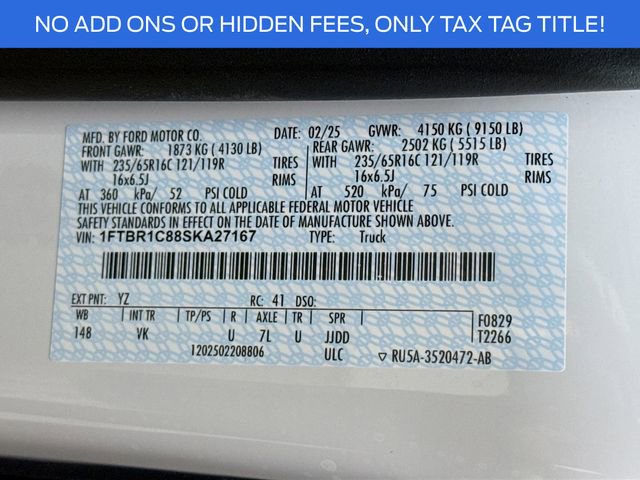 NO ADD ONS OR HIDDEN FEES, ONLY TAX TAG TITLE!
MFD. BY FORD MOTOR CO. DATE: 02/25 GVWR: 4150 KG ( 9150 LB)
FRONT GAWR: 1873 KG ( 4130 LB) REAR GAWR: 2502 KG ( 5515 LB)
WITH 235/65R16C 121/119R TIRES WITH 235/65R16C 121/119R TIRES
16x6.5J RIMS 16x6.5J RIMS
AT 360 kPa/ 52 PSI COLD AT 520 kPa/ 75 PSI COLD
THIS VEHICLE CONFORMS TO ALL APPLICABLE FEDERAL MOTOR VEHICLE
SAFETY STANDARDS IN EFFECT ON THE DATE OF MANUFACTURE SHOWN ABOVE.
VIN: 1FTBR1C88SKA27167 TYPE: Truck
EXT PNT: YZ RC: 41 DSO:
WB INT TR TP/PS R AXLE TR SPR F0829
148 VK U 7L U JJDD T2266
1202502208806 ULC ▽ RU5A-3520472-AB